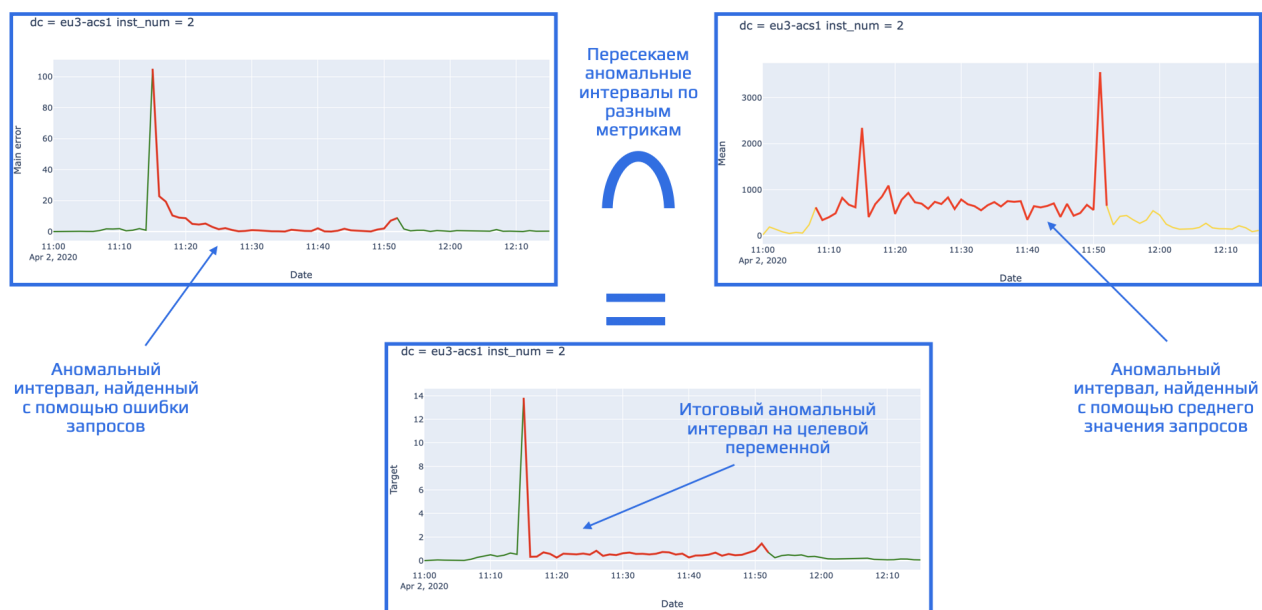 dc = eu3-acs1 inst_num = 2
Main error
100
80
60
40
20
0
11:00
11:10
11:20
11:30
11:40
11:50
12:00
12:10
Apr 2, 2020
Date
Пересекаем
аномальные
интервалы по
разным
метрикам
dc = eu3-acs1 inst_num = 2
Mean
3000
2000
1000
0
11:00
11:10
11:20
11:30
11:40
11:50
12:00
12:10
Apr 2, 2020
Date
Аномальный
интервал, найденный
с помощью ошибки
запросов
dc = eu3-acs1 inst_num = 2
Target
14
12
10
8
6
4
2
0
Итоговый аномальный
интервал на целевой
переменной
11:00
11:10
11:20
11:30
11:40
11:50
12:00
12:10
Apr 2, 2020
Date
Аномальный
интервал, найденный
с помощью среднего
значения запросов